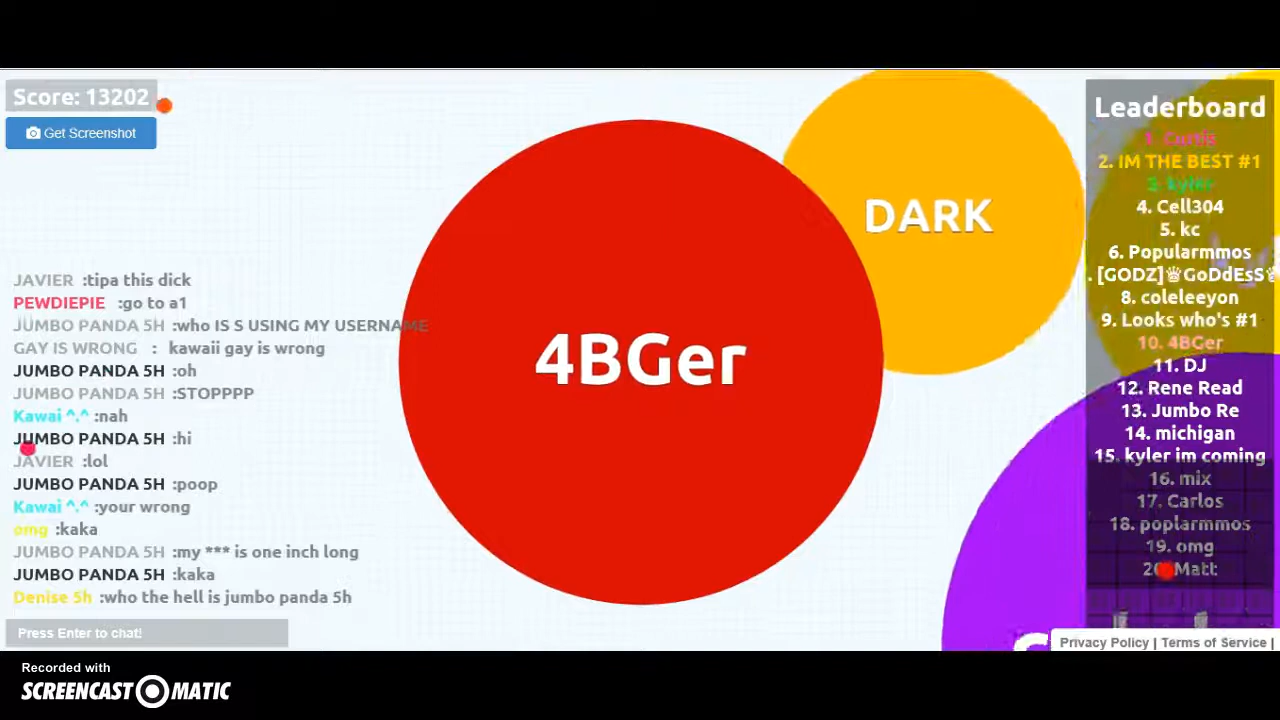 Score: 13202
Get Screenshot
JAVIER :tipa this dick
PEWDIEPIE :go to a1
JUMBO PANDA 5H :who IS S USING MY USERNAME
GAY IS WRONG : kawaii gay is wrong
JUMBO PANDA 5H :oh
JUMBO PANDA 5H :STOPPPP
Kawai ^.^ :nah
JUMBO PANDA 5H :hi
JAVIER :lol
JUMBO PANDA 5H :poop
Kawai ^.^ :your wrong
omg :kaka
JUMBO PANDA 5H :my *** is one inch long
JUMBO PANDA 5H :kaka
Denise 5h :who the hell is jumbo panda 5h
Press Enter to chat!
4BGer
DARK
Leaderboard
1. Curtis
2. IM THE BEST #1
3. kyler
4. Cell304
5. kc
6. Popularmmos
. [GODZ]♕GoDdEsS♕
8. coleleeyon
9. Looks who's #1
10. 4BGer
11. DJ
12. Rene Read
13. Jumbo Re
14. michigan
15. kyler im coming
16. mix
17. Carlos
18. poplarmmos
19. omg
20. Matt
Privacy Policy | Terms of Service |
Recorded with
SCREENCAST-O-MATIC